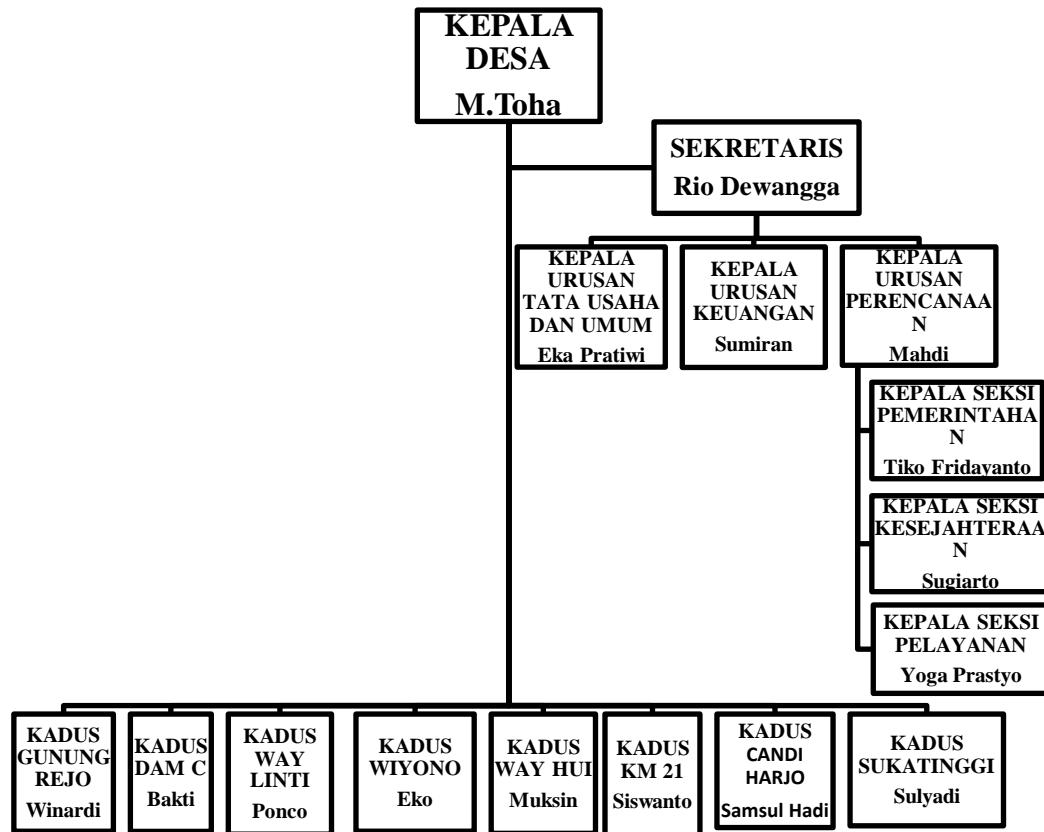 KEPALA
DESA
M.Toha
SEKRETARIS
Rio Dewangga
KEPALA
URUSAN
TATA USAHA
DAN UMUM
Eka Pratiwi
KEPALA
URUSAN
KEUANGAN
Sumiran
KEPALA
URUSAN
PERENCANAA
N
Mahdi
KEPALA SEKSI
PEMERINTAHA
N
Tiko Fridayanto
KEPALA SEKSI
KESEJAHTERAA
N
Sugiarto
KEPALA SEKSI
PELAYANAN
Yoga Prastyo
KADUS
GUNUNG
REJO
Winardi
KADUS
DAM C
Bakti
KADUS
WAY
LINTI
Ponco
KADUS
WIYONO
Eko
KADUS
WAY HUI
Muksin
KADUS
KM 21
Siswanto
KADUS
CANDI
HARJO
Samsul Hadi
KADUS
SUKATINGGI
Sulyadi